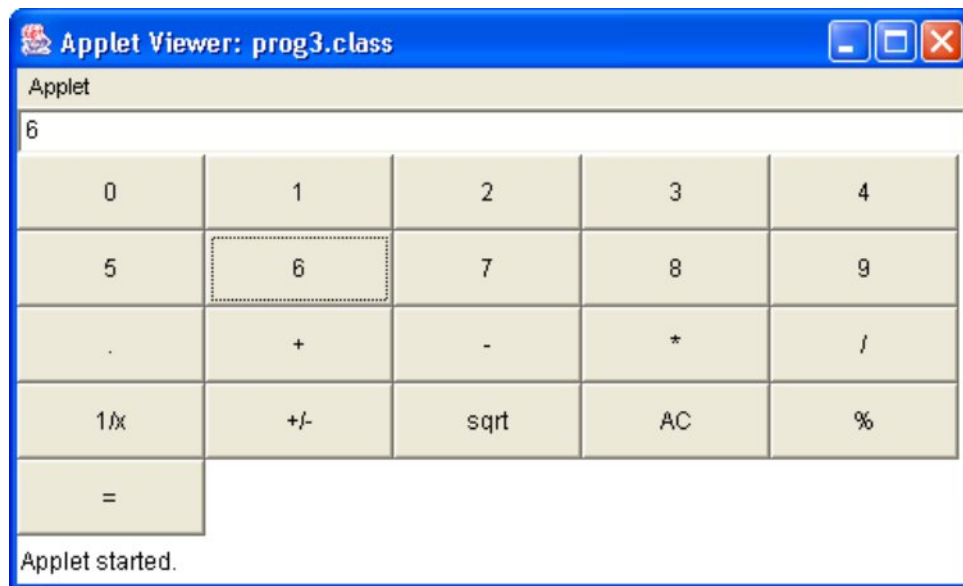 Applet Viewer: prog3.class
Applet
6
0 1 2 3 4
5 6 7 8 9
. + - * /
1/x +/- sqrt AC %
=
Applet started.